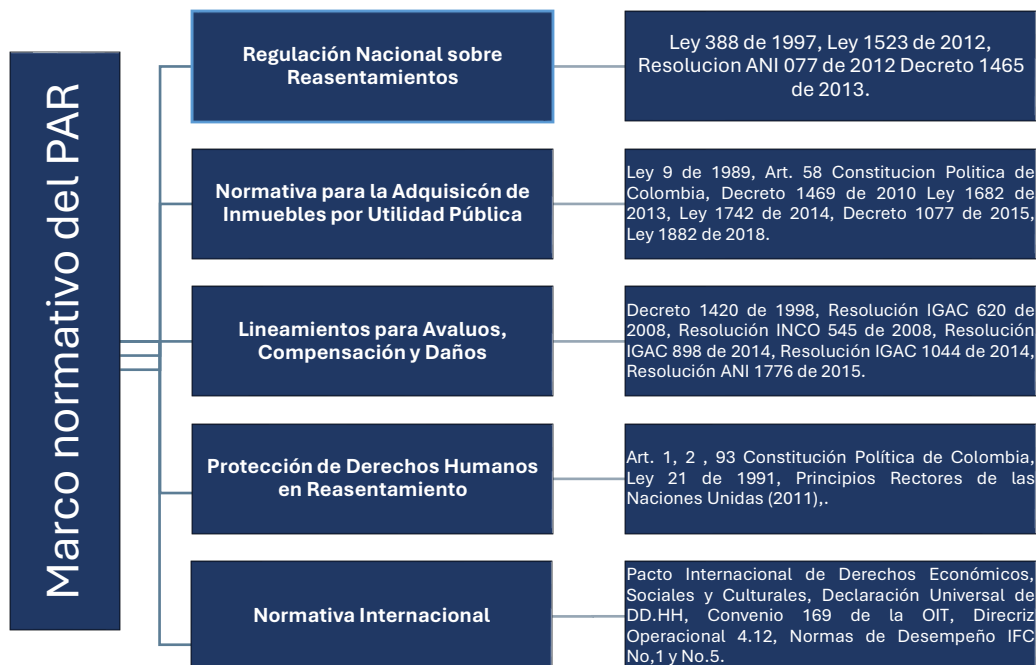 Marco normativo del PAR
Regulación Nacional sobre
Reasentamientos
Ley 388 de 1997, Ley 1523 de 2012,
Resolucion ANI 077 de 2012 Decreto 1465
de 2013.
Normativa para la Adquisicón de
Inmuebles por Utilidad Pública
Ley 9 de 1989, Art. 58 Constitucion Politica de
Colombia, Decreto 1469 de 2010 Ley 1682 de
2013, Ley 1742 de 2014, Decreto 1077 de 2015,
Ley 1882 de 2018.
Lineamientos para Avaluos,
Compensación y Daños
Decreto 1420 de 1998, Resolución IGAC 620 de
2008, Resolución INCO 545 de 2008, Resolución
IGAC 898 de 2014, Resolución IGAC 1044 de 2014,
Resolución ANI 1776 de 2015.
Protección de Derechos Humanos
en Reasentamiento
Art. 1, 2 , 93 Constitución Política de Colombia,
Ley 21 de 1991, Principios Rectores de las
Naciones Unidas (2011),.
Normativa Internacional
Pacto Internacional de Derechos Económicos,
Sociales y Culturales, Declaración Universal de
DD.HH, Convenio 169 de la OIT, Direcriz
Operacional 4.12, Normas de Desempeño IFC
No,1 y No.5.